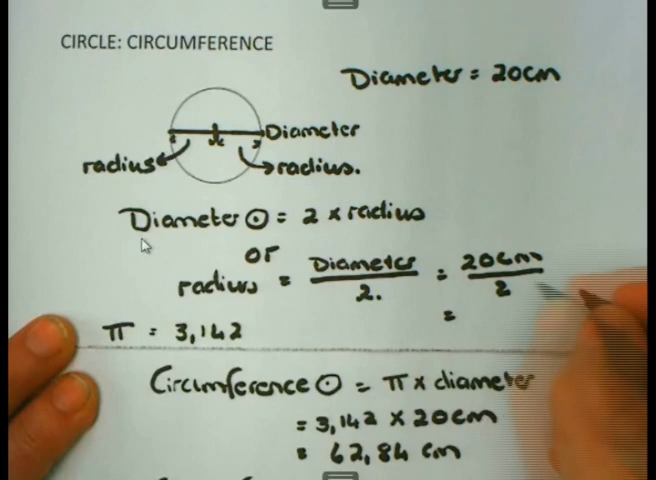 CIRCLE: CIRCUMFERENCE
Diameter = 20cm
Diameter
radius
radius.
Diameter ⊙ = 2 × radius
or
radius = Diameter / 2. = 20cm / 2
=
π = 3,142
Circumference ⊙ = π × diameter
= 3,142 × 20cm
= 62,84 cm